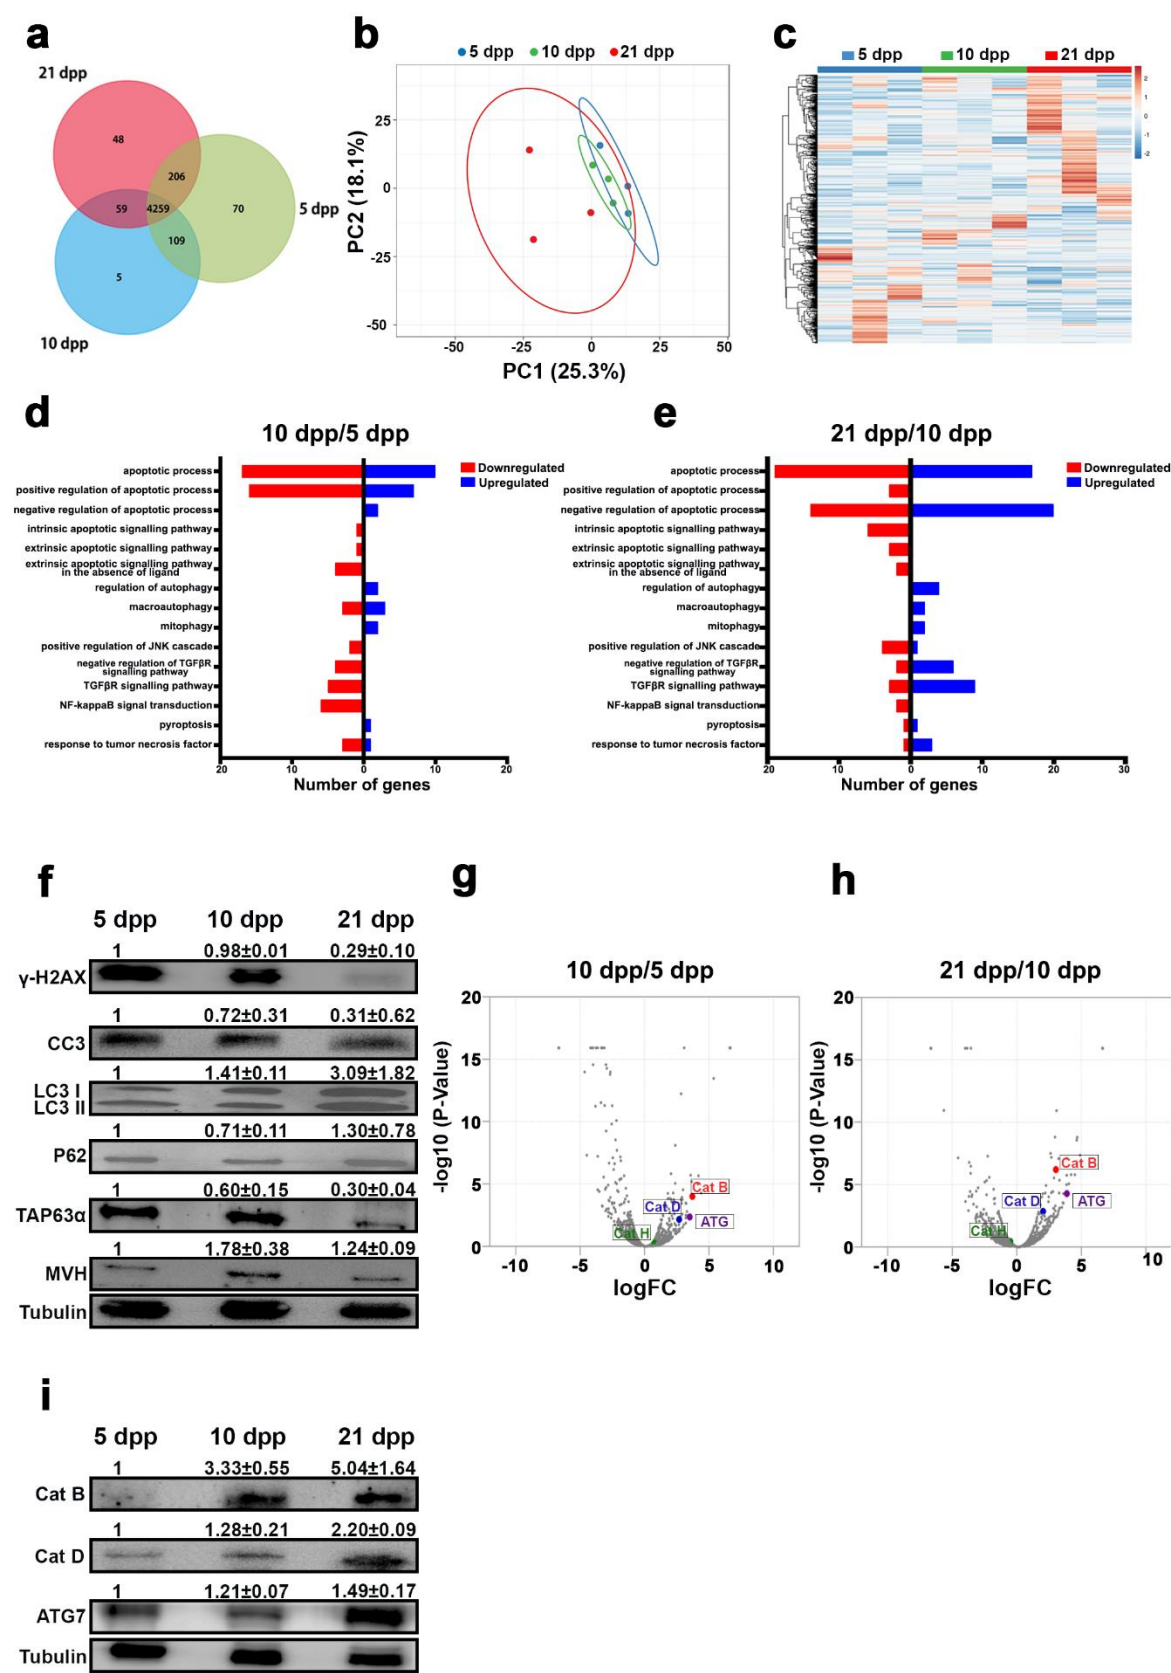 a
21 dpp
48
206
59
4259
70
5 dpp
109
5
10 dpp
b
5 dpp 10 dpp 21 dpp
PC2 (18.1%)
25
0
-25
-50
-50 -25 0 25 50
PC1 (25.3%)
c
5 dpp 10 dpp 21 dpp
2
1
0
-1
-2
d
10 dpp/5 dpp
Downregulated
Upregulated
apoptotic process
positive regulation of apoptotic process
negative regulation of apoptotic process
intrinsic apoptotic signalling pathway
extrinsic apoptotic signalling pathway
extrinsic apoptotic signalling pathway
in the absence of ligand
regulation of autophagy
macroautophagy
mitophagy
positive regulation of JNK cascade
negative regulation of TGFβR
signalling pathway
TGFβR signalling pathway
NF-kappaB signal transduction
pyroptosis
response to tumor necrosis factor
20 10 0 10 20
Number of genes
e
21 dpp/10 dpp
Downregulated
Upregulated
apoptotic process
positive regulation of apoptotic process
negative regulation of apoptotic process
intrinsic apoptotic signalling pathway
extrinsic apoptotic signalling pathway
extrinsic apoptotic signalling pathway
in the absence of ligand
regulation of autophagy
macroautophagy
mitophagy
positive regulation of JNK cascade
negative regulation of TGFβR
signalling pathway
TGFβR signalling pathway
NF-kappaB signal transduction
pyroptosis
response to tumor necrosis factor
20 10 0 10 20 30
Number of genes
f
5 dpp 10 dpp 21 dpp
1 0.98±0.01 0.29±0.10
γ-H2AX
1 0.72±0.31 0.31±0.62
CC3
1 1.41±0.11 3.09±1.82
LC3 I
LC3 II
1 0.71±0.11 1.30±0.78
P62
1 0.60±0.15 0.30±0.04
TAP63α
1 1.78±0.38 1.24±0.09
MVH
Tubulin
g
10 dpp/5 dpp
-log10 (P-Value)
20
15
10
5
0
Cat B
Cat D
ATG
Cat H
-10 -5 0 5 10
logFC
h
21 dpp/10 dpp
-log10 (P-Value)
20
15
10
5
0
Cat B
Cat D
ATG
Cat H
-10 -5 0 5 10
logFC
i
5 dpp 10 dpp 21 dpp
1 3.33±0.55 5.04±1.64
Cat B
1 1.28±0.21 2.20±0.09
Cat D
1 1.21±0.07 1.49±0.17
ATG7
Tubulin